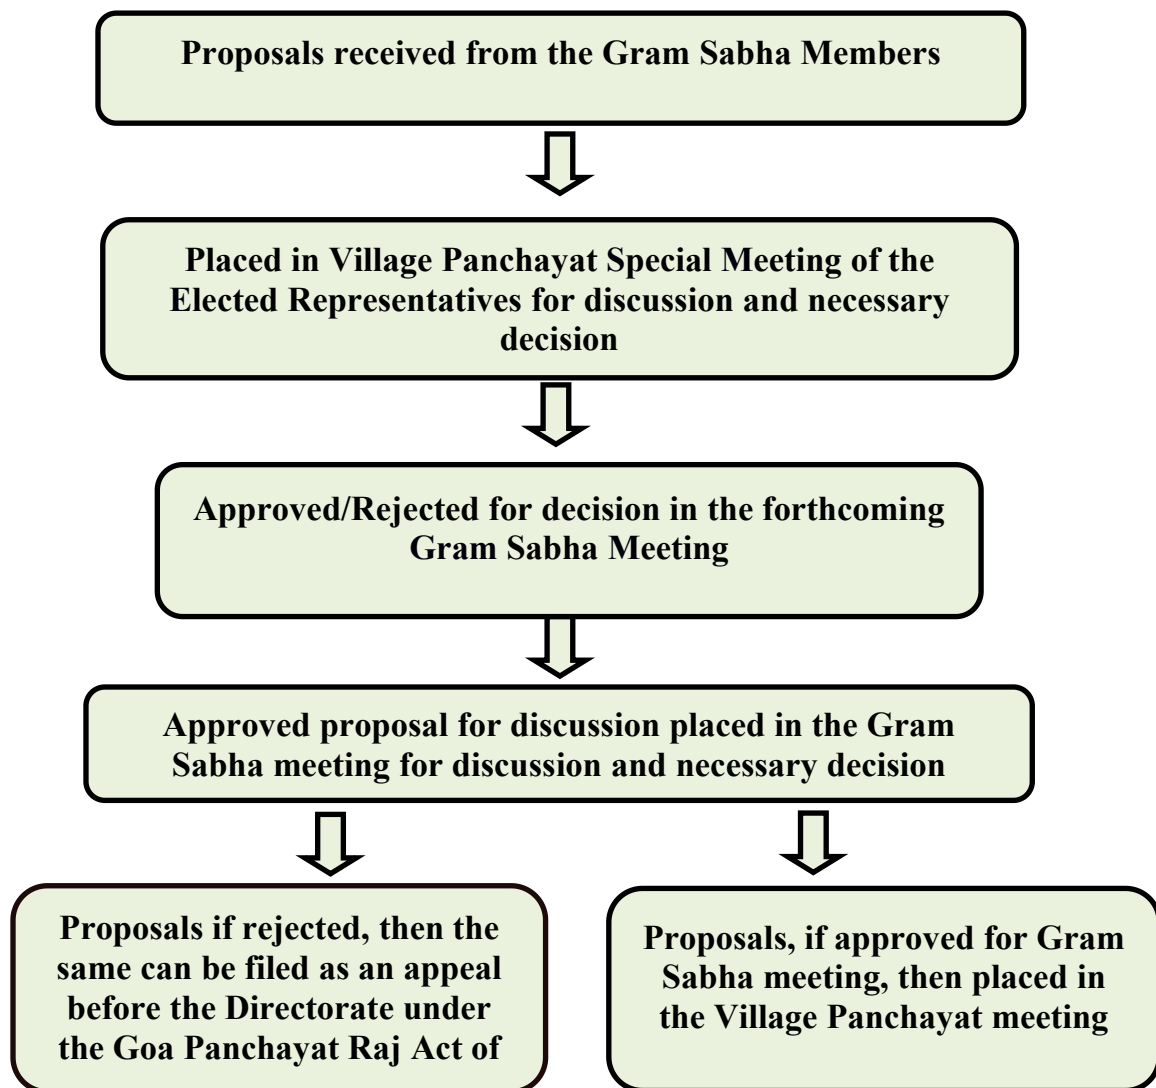 Proposals received from the Gram Sabha Members
Placed in Village Panchayat Special Meeting of the
Elected Representatives for discussion and necessary
decision
Approved/Rejected for decision in the forthcoming
Gram Sabha Meeting
Approved proposal for discussion placed in the Gram
Sabha meeting for discussion and necessary decision
Proposals if rejected, then the
same can be filed as an appeal
before the Directorate under
the Goa Panchayat Raj Act of
Proposals, if approved for Gram
Sabha meeting, then placed in
the Village Panchayat meeting